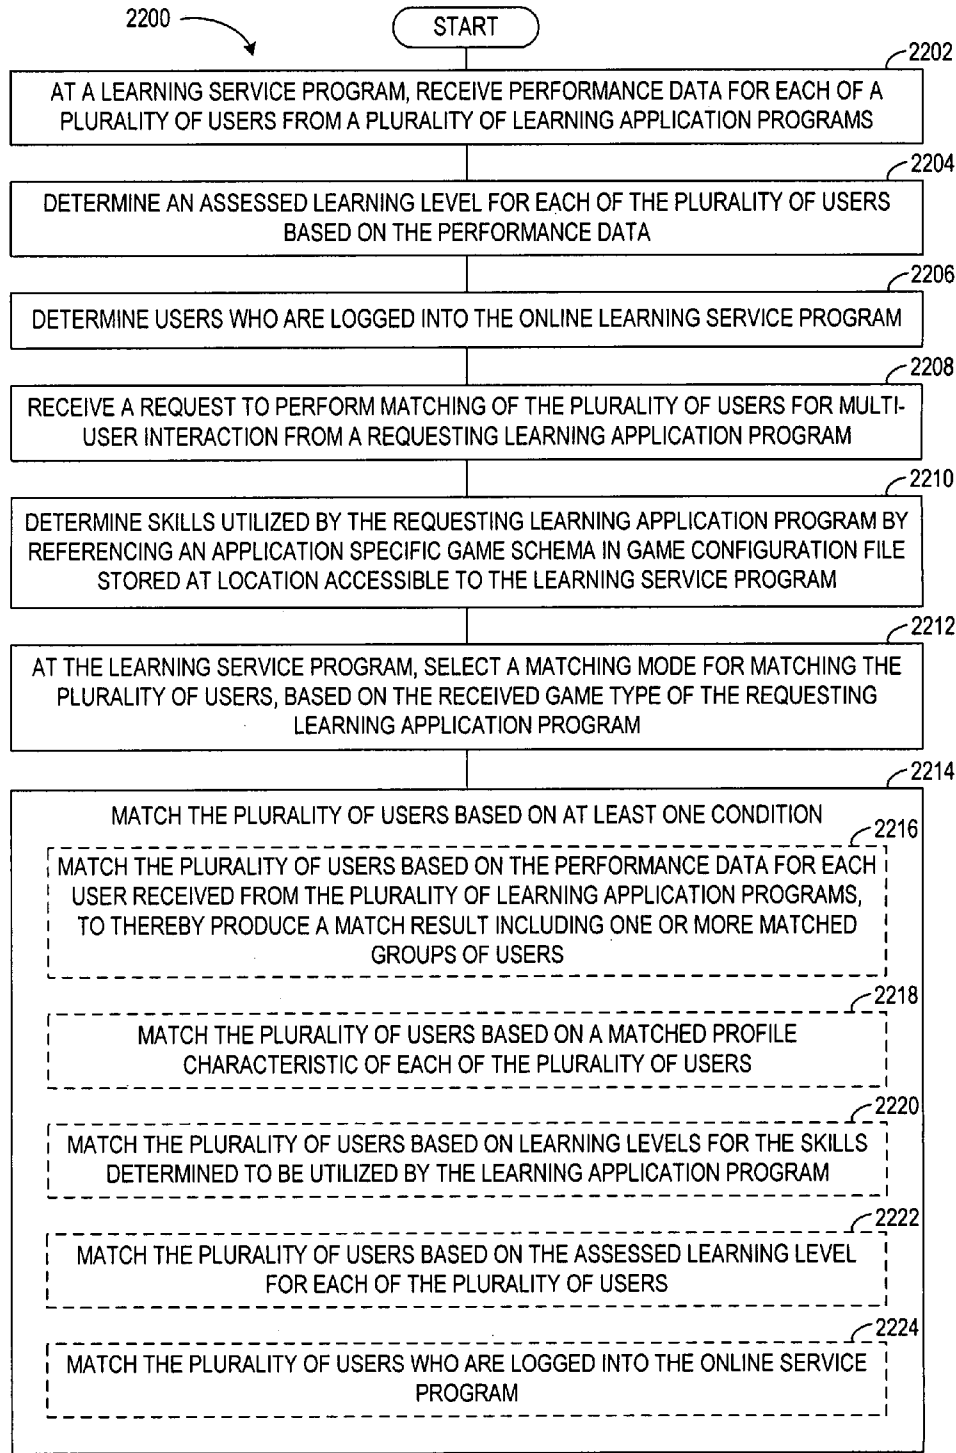 2200
START
2202
AT A LEARNING SERVICE PROGRAM, RECEIVE PERFORMANCE DATA FOR EACH OF A
PLURALITY OF USERS FROM A PLURALITY OF LEARNING APPLICATION PROGRAMS
2204
DETERMINE AN ASSESSED LEARNING LEVEL FOR EACH OF THE PLURALITY OF USERS
BASED ON THE PERFORMANCE DATA
2206
DETERMINE USERS WHO ARE LOGGED INTO THE ONLINE LEARNING SERVICE PROGRAM
2208
RECEIVE A REQUEST TO PERFORM MATCHING OF THE PLURALITY OF USERS FOR MULTI-
USER INTERACTION FROM A REQUESTING LEARNING APPLICATION PROGRAM
2210
DETERMINE SKILLS UTILIZED BY THE REQUESTING LEARNING APPLICATION PROGRAM BY
REFERENCING AN APPLICATION SPECIFIC GAME SCHEMA IN GAME CONFIGURATION FILE
STORED AT LOCATION ACCESSIBLE TO THE LEARNING SERVICE PROGRAM
2212
AT THE LEARNING SERVICE PROGRAM, SELECT A MATCHING MODE FOR MATCHING THE
PLURALITY OF USERS, BASED ON THE RECEIVED GAME TYPE OF THE REQUESTING
LEARNING APPLICATION PROGRAM
2214
MATCH THE PLURALITY OF USERS BASED ON AT LEAST ONE CONDITION
2216
MATCH THE PLURALITY OF USERS BASED ON THE PERFORMANCE DATA FOR EACH
USER RECEIVED FROM THE PLURALITY OF LEARNING APPLICATION PROGRAMS,
TO THEREBY PRODUCE A MATCH RESULT INCLUDING ONE OR MORE MATCHED
GROUPS OF USERS
2218
MATCH THE PLURALITY OF USERS BASED ON A MATCHED PROFILE
CHARACTERISTIC OF EACH OF THE PLURALITY OF USERS
2220
MATCH THE PLURALITY OF USERS BASED ON LEARNING LEVELS FOR THE SKILLS
DETERMINED TO BE UTILIZED BY THE LEARNING APPLICATION PROGRAM
2222
MATCH THE PLURALITY OF USERS BASED ON THE ASSESSED LEARNING LEVEL
FOR EACH OF THE PLURALITY OF USERS
2224
MATCH THE PLURALITY OF USERS WHO ARE LOGGED INTO THE ONLINE SERVICE
PROGRAM